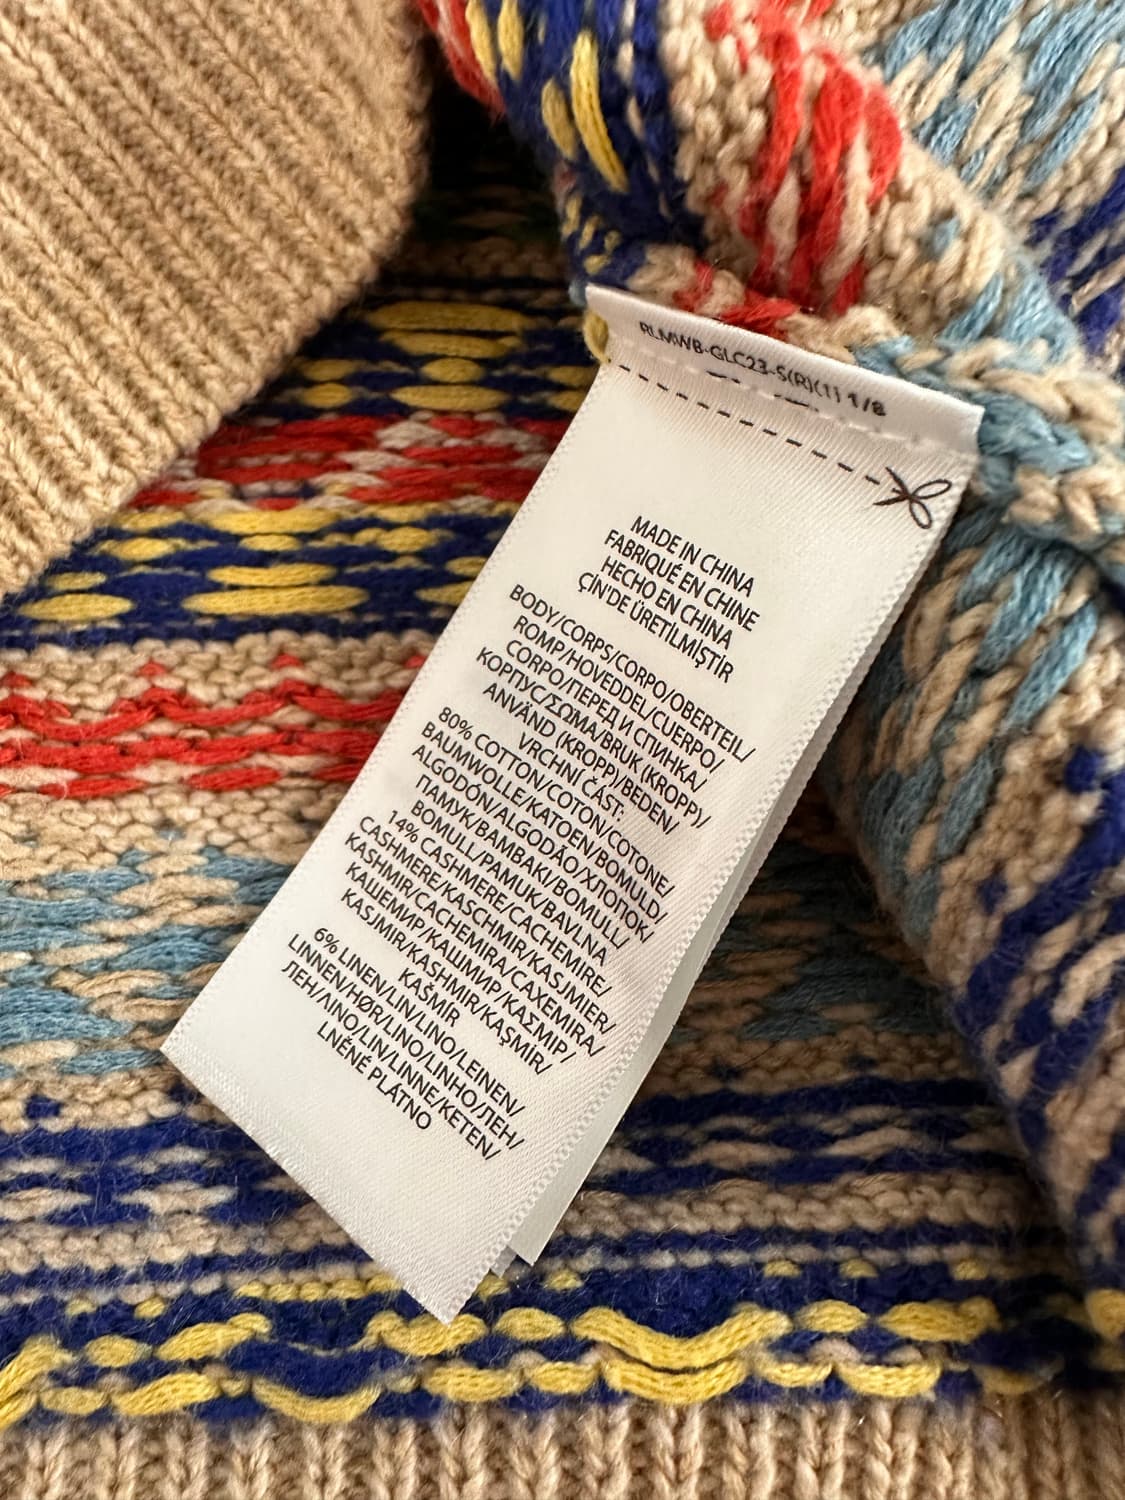 RLMWB-GLC23-S(R)(1) 1/8
MADE IN CHINA
FABRIQUÉ EN CHINE
HECHO EN CHINA
ÇİN'DE ÜRETİLMİŞTİR
BODY/CORPS/CORPO/OBERTEIL/
ROMP/HOVEDDEL/CUERPO/
CORPO/ПЕРЕД И СПИНКА/
КОРПУС/ΣΩΜΑ/BRUK (KROPP)/
ANVÄND (KROPP)/BEDEN/
VRCHNÍ ČÁST:
80% COTTON/COTON/COTONE/
BAUMWOLLE/KATOEN/BOMULD/
ALGODÓN/ALGODÃO/ХЛОПОК/
ПАМУК/ΒΑΜΒΑΚΙ/BOMULL/
BOMULL/PAMUK/BAVLNA
14% CASHMERE/CACHEMIRE/
CASHMERE/KASCHMIR/KASJMIER/
KASHMIR/CACHEMIRA/CAXEMIRA/
КАШЕМИР/КАШМИР/ΚΑΣΜΙΡ/
KASJMIR/KASHMIR/KAŞMİR/
KAŠMÍR
6% LINEN/LIN/LINO/LEINEN/
LINNEN/HØR/LINO/LINHO/ЛЕН/
ЛЕН/ΛΙΝΟ/LIN/LINNE/KETEN/
LNĚNÉ PLÁTNO